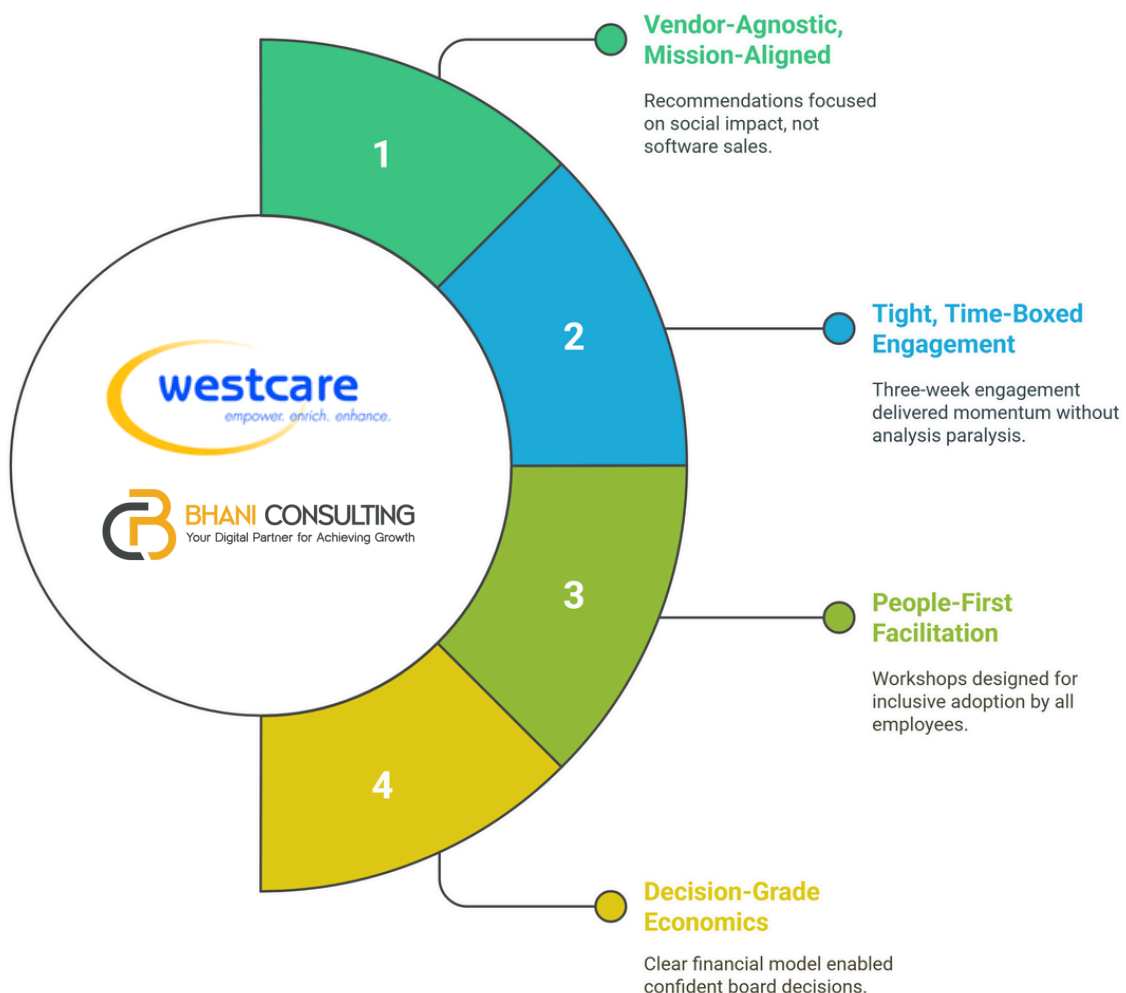 1
Vendor-Agnostic,
Mission-Aligned
Recommendations focused
on social impact, not
software sales.
2
Tight, Time-Boxed
Engagement
Three-week engagement
delivered momentum without
analysis paralysis.
westcare
empower. enrich. enhance.
BHANI CONSULTING
Your Digital Partner for Achieving Growth
3
People-First
Facilitation
Workshops designed for
inclusive adoption by all
employees.
4
Decision-Grade
Economics
Clear financial model enabled
confident board decisions.